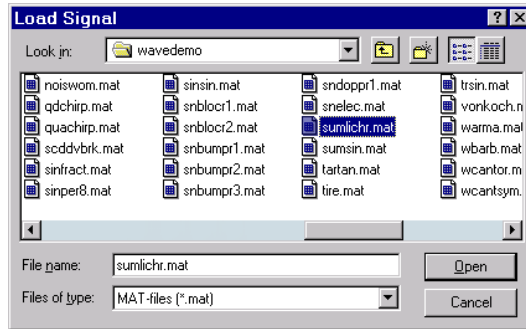 Load Signal
Look in: wavedemo
noiswom.mat sinsin.mat sndoppr1.mat trsin.mat
qdchirp.mat snblocr1.mat snelec.mat vonkoch.n
quachirp.mat snblocr2.mat sumlichr.mat warma.mat
scddvbrk.mat snbumpr1.mat sumsin.mat wbarb.mat
sinfract.mat snbumpr2.mat tartan.mat wcantor.m
sinper8.mat snbumpr3.mat tire.mat wcantsym.
File name: sumlichr.mat Open
Files of type: MAT-files (*.mat) Cancel